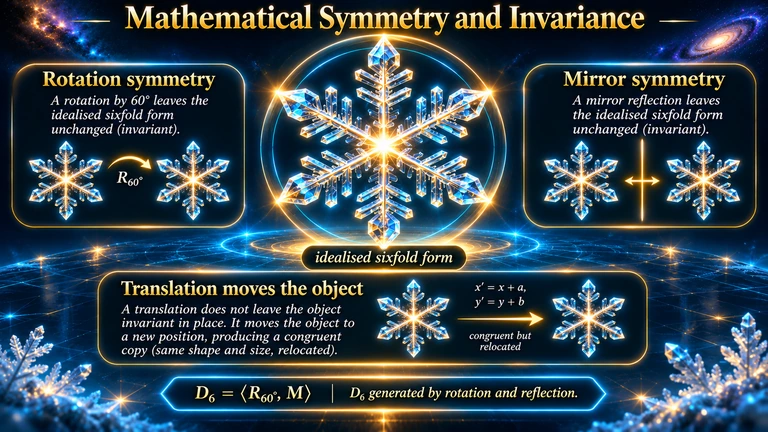 Mathematical Symmetry and Invariance
Rotation symmetry
A rotation by 60° leaves the
idealised sixfold form
unchanged (invariant).
R₆₀°
Mirror symmetry
A mirror reflection leaves
the idealised sixfold form
unchanged (invariant).
idealised sixfold form
Translation moves the object
A translation does not leave the object
invariant in place. It moves the object to
a new position, producing a congruent
copy (same shape and size, relocated).
x′ = x + a,
y′ = y + b
congruent but
relocated
D₆ = ⟨R₆₀°, M⟩ | D₆ generated by rotation and reflection.